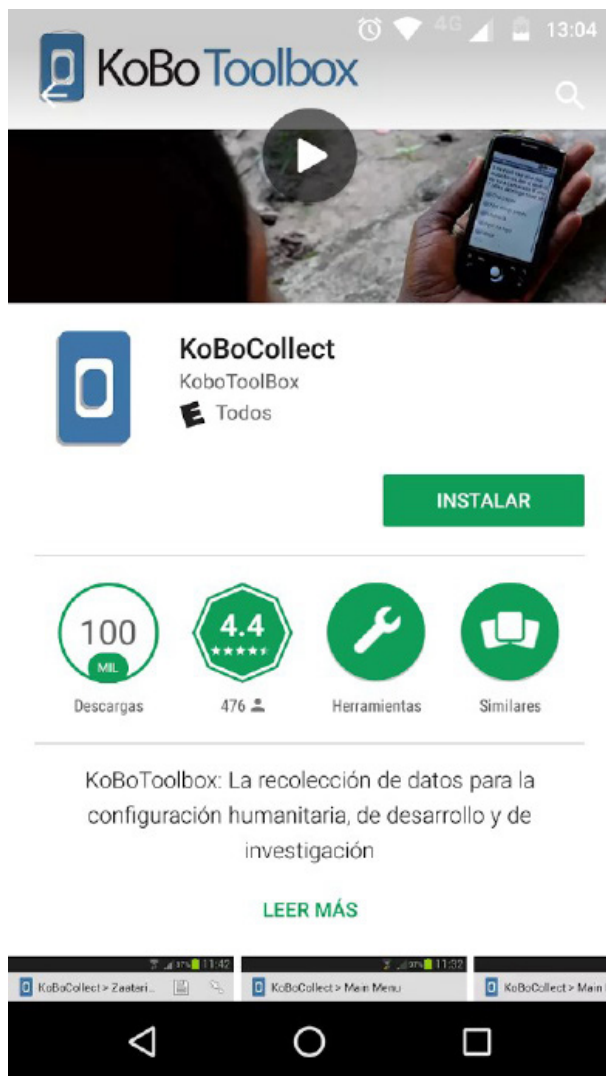 4G 13:04
KoBo Toolbox
KoBoCollect
KoboToolBox
E Todos
INSTALAR
100
MIL
Descargas
4.4
476
Herramientas
Similares
KoBoToolbox: La recolección de datos para la
configuración humanitaria, de desarrollo y de
investigación
LEER MÁS
11:42
KoBoCollect > Zaatari...
11:32
KoBoCollect > Main Menu
KoBoCollect > Main